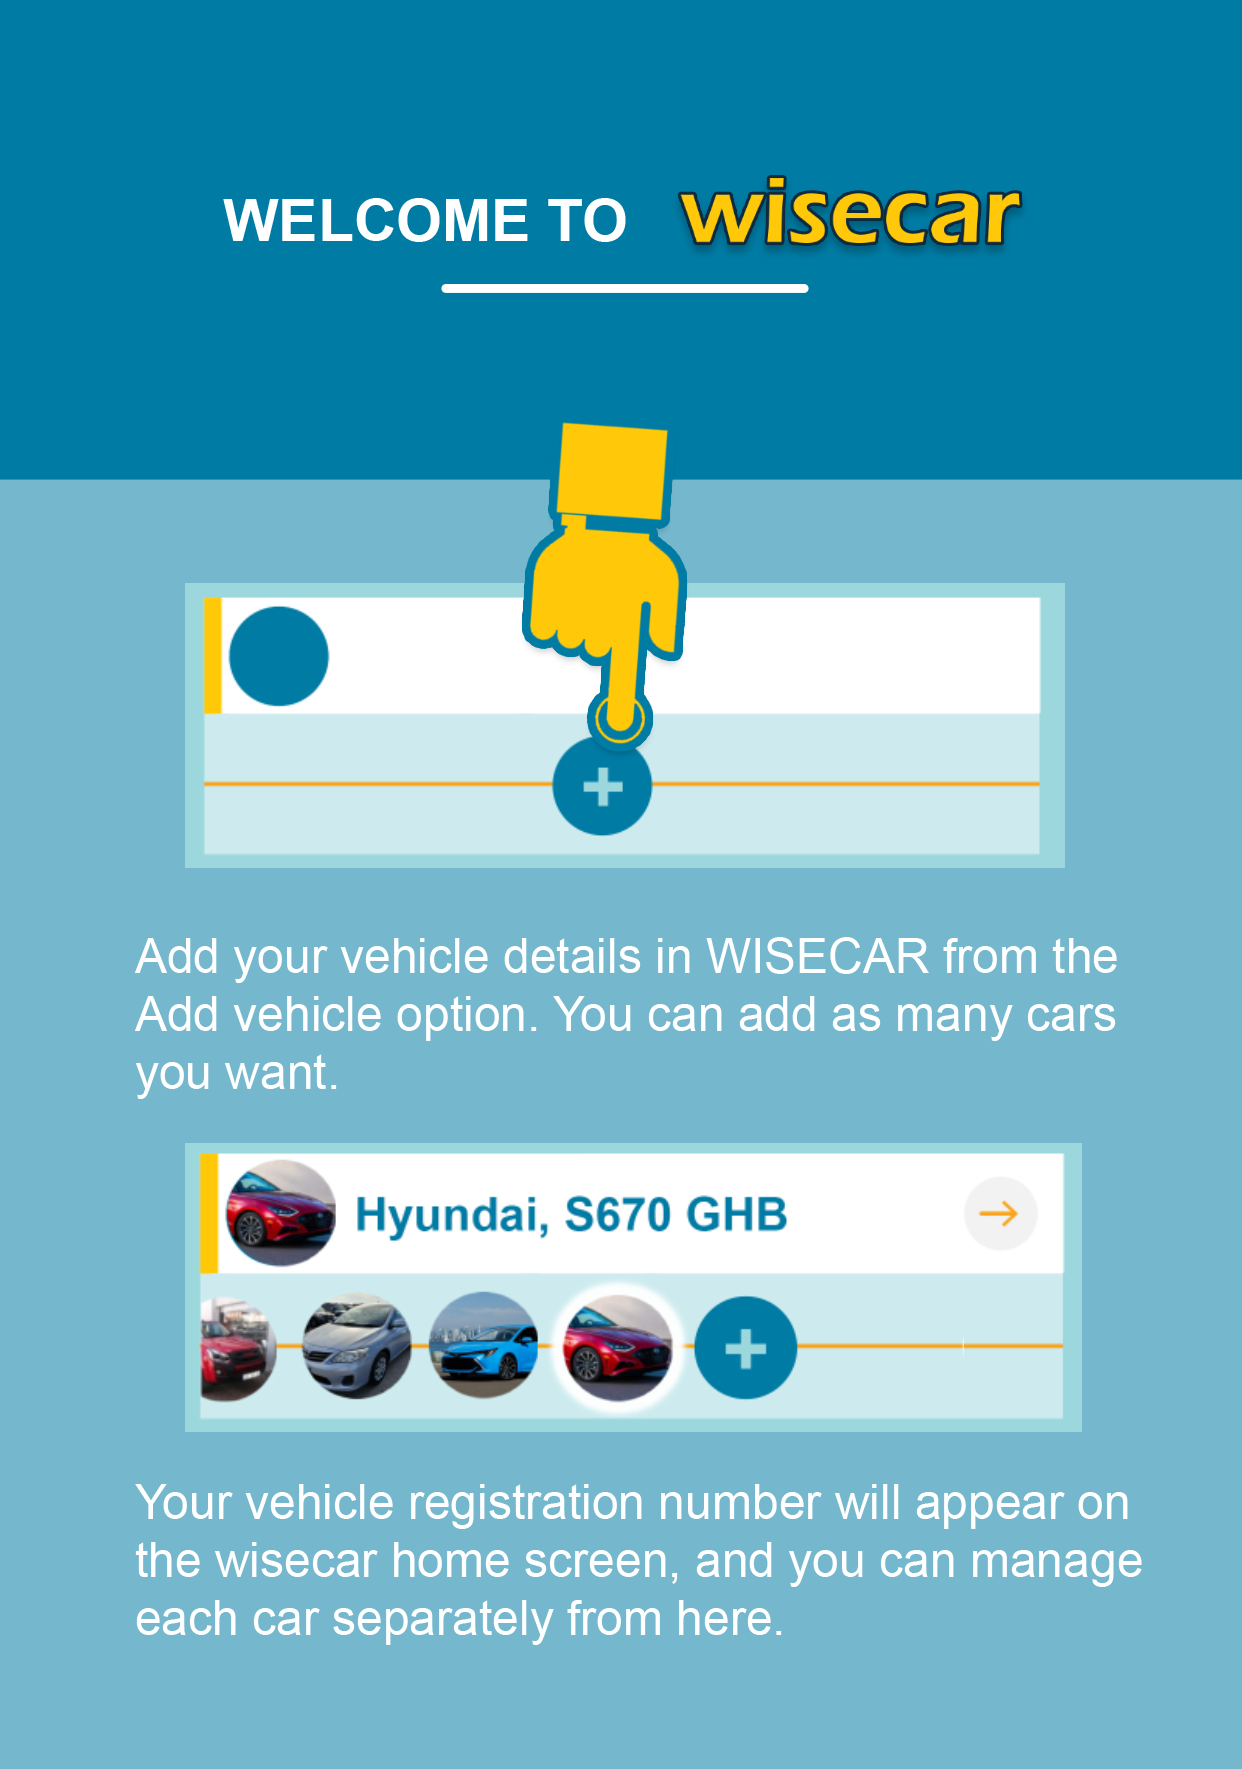 WELCOME TO wisecar
Add your vehicle details in WISECAR from the
Add vehicle option. You can add as many cars
you want.
Hyundai, S670 GHB
Your vehicle registration number will appear on
the wisecar home screen, and you can manage
each car separately from here.